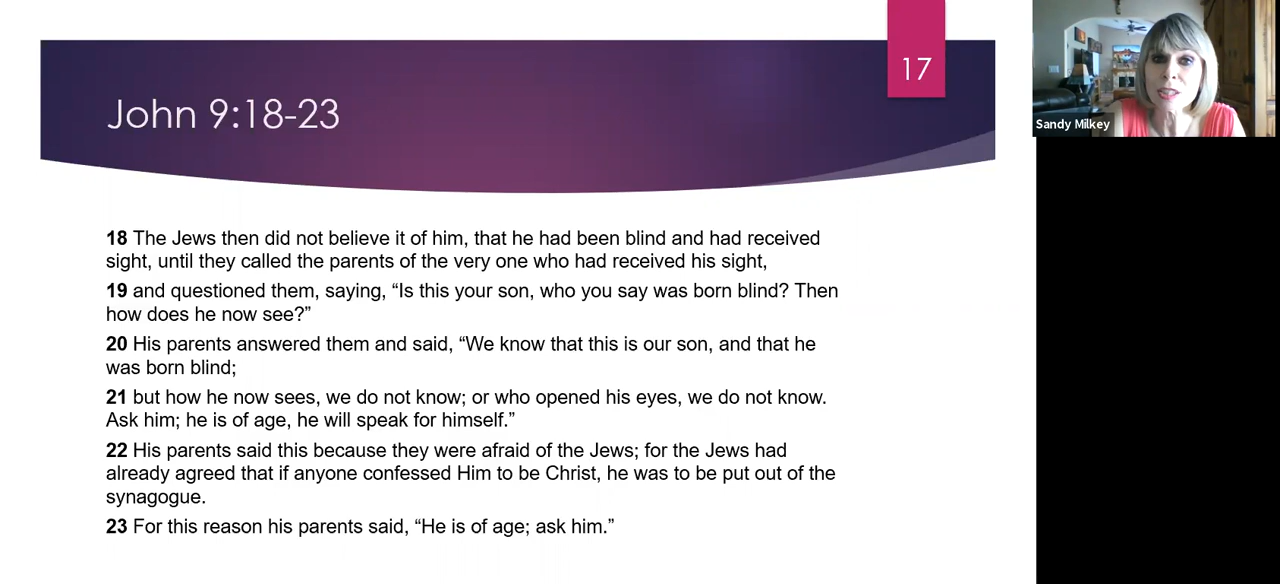 17
John 9:18-23
Sandy Milkey
18 The Jews then did not believe it of him, that he had been blind and had received
sight, until they called the parents of the very one who had received his sight,
19 and questioned them, saying, “Is this your son, who you say was born blind? Then
how does he now see?”
20 His parents answered them and said, “We know that this is our son, and that he
was born blind;
21 but how he now sees, we do not know; or who opened his eyes, we do not know.
Ask him; he is of age, he will speak for himself.”
22 His parents said this because they were afraid of the Jews; for the Jews had
already agreed that if anyone confessed Him to be Christ, he was to be put out of the
synagogue.
23 For this reason his parents said, “He is of age; ask him.”